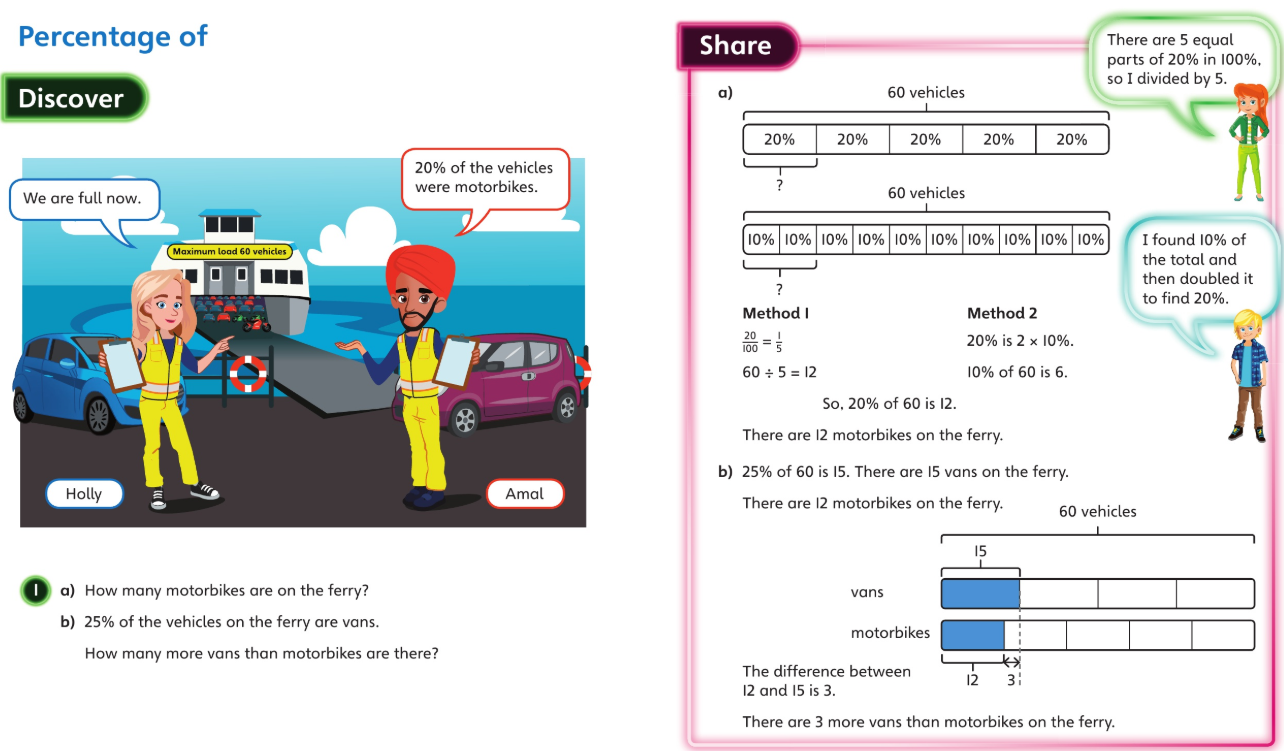 Percentage of
Discover
We are full now.
20% of the vehicles
were motorbikes.
Maximum load 60 vehicles
Holly
Amal
1
a) How many motorbikes are on the ferry?
b) 25% of the vehicles on the ferry are vans.
How many more vans than motorbikes are there?
Share
There are 5 equal
parts of 20% in 100%,
so I divided by 5.
a)
60 vehicles
20% 20% 20% 20% 20%
?
60 vehicles
10% 10% 10% 10% 10% 10% 10% 10% 10% 10%
?
I found 10% of
the total and
then doubled it
to find 20%.
Method 1
20/100 = 1/5
60 ÷ 5 = 12
Method 2
20% is 2 × 10%.
10% of 60 is 6.
So, 20% of 60 is 12.
There are 12 motorbikes on the ferry.
b) 25% of 60 is 15. There are 15 vans on the ferry.
There are 12 motorbikes on the ferry.
60 vehicles
15
vans
motorbikes
12 3
The difference between
12 and 15 is 3.
There are 3 more vans than motorbikes on the ferry.